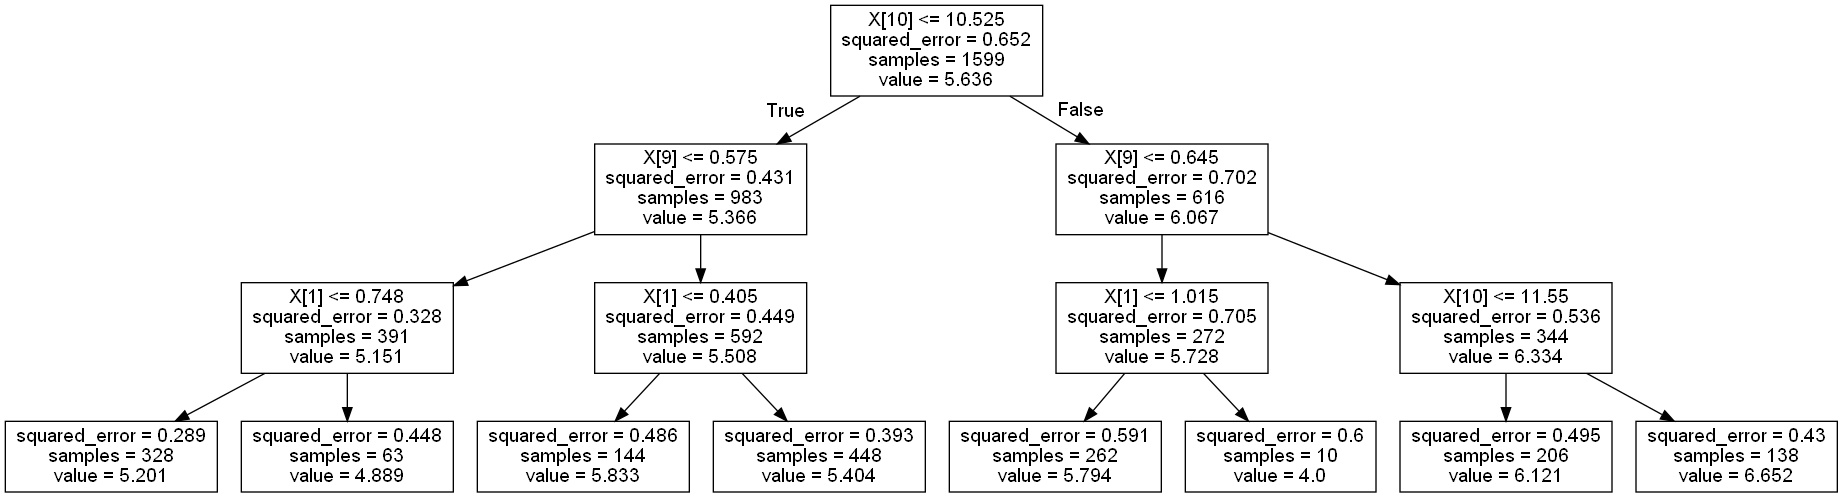 X[10] <= 10.525
squared_error = 0.652
samples = 1599
value = 5.636
True
False
X[9] <= 0.575
squared_error = 0.431
samples = 983
value = 5.366
X[9] <= 0.645
squared_error = 0.702
samples = 616
value = 6.067
X[1] <= 0.748
squared_error = 0.328
samples = 391
value = 5.151
X[1] <= 0.405
squared_error = 0.449
samples = 592
value = 5.508
X[1] <= 1.015
squared_error = 0.705
samples = 272
value = 5.728
X[10] <= 11.55
squared_error = 0.536
samples = 344
value = 6.334
squared_error = 0.289
samples = 328
value = 5.201
squared_error = 0.448
samples = 63
value = 4.889
squared_error = 0.486
samples = 144
value = 5.833
squared_error = 0.393
samples = 448
value = 5.404
squared_error = 0.591
samples = 262
value = 5.794
squared_error = 0.6
samples = 10
value = 4.0
squared_error = 0.495
samples = 206
value = 6.121
squared_error = 0.43
samples = 138
value = 6.652